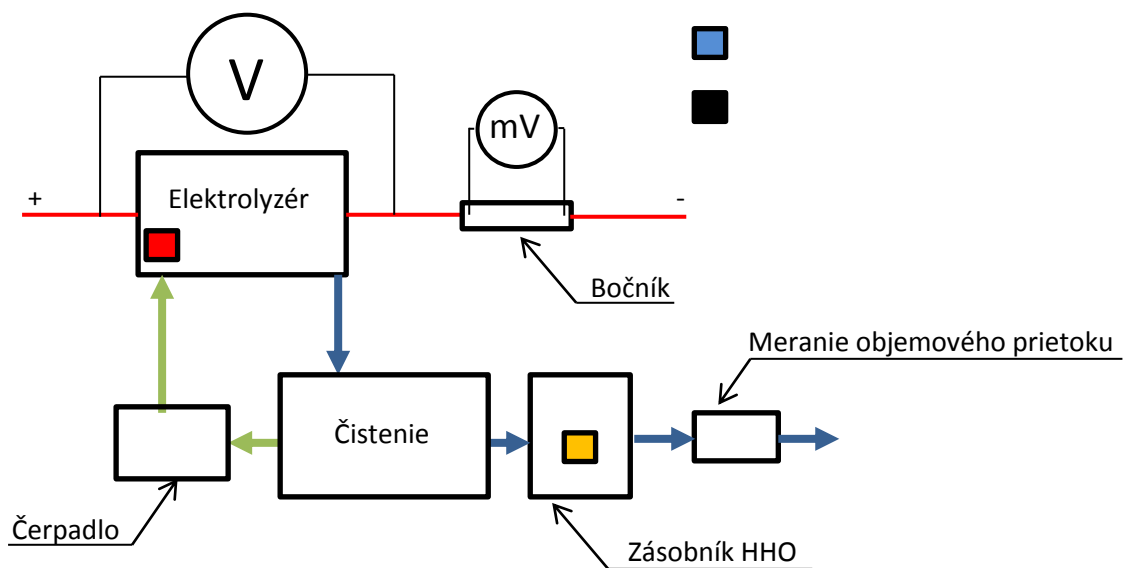 V
mV
+
Elektrolyzér
-
Bočník
Meranie objemového prietoku
Čistenie
Čerpadlo
Zásobník HHO